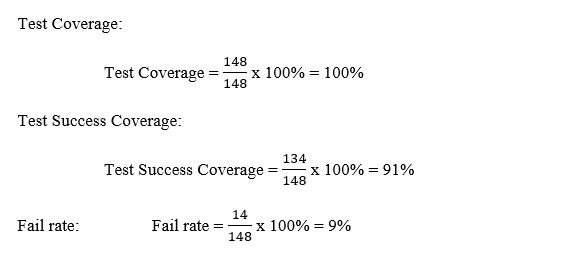 Test Coverage:
Test Coverage = 148/148 x 100% = 100%
Test Success Coverage:
Test Success Coverage = 134/148 x 100% = 91%
Fail rate: Fail rate = 14/148 x 100% = 9%